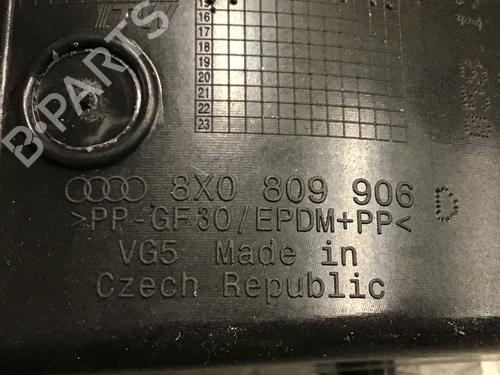 15
16
17
18
19
20
21
22
23
B-PARTS
8X0 809 906 D
>PP-GF30/EPDM+PP<
VG5 Made in
Czech Republic